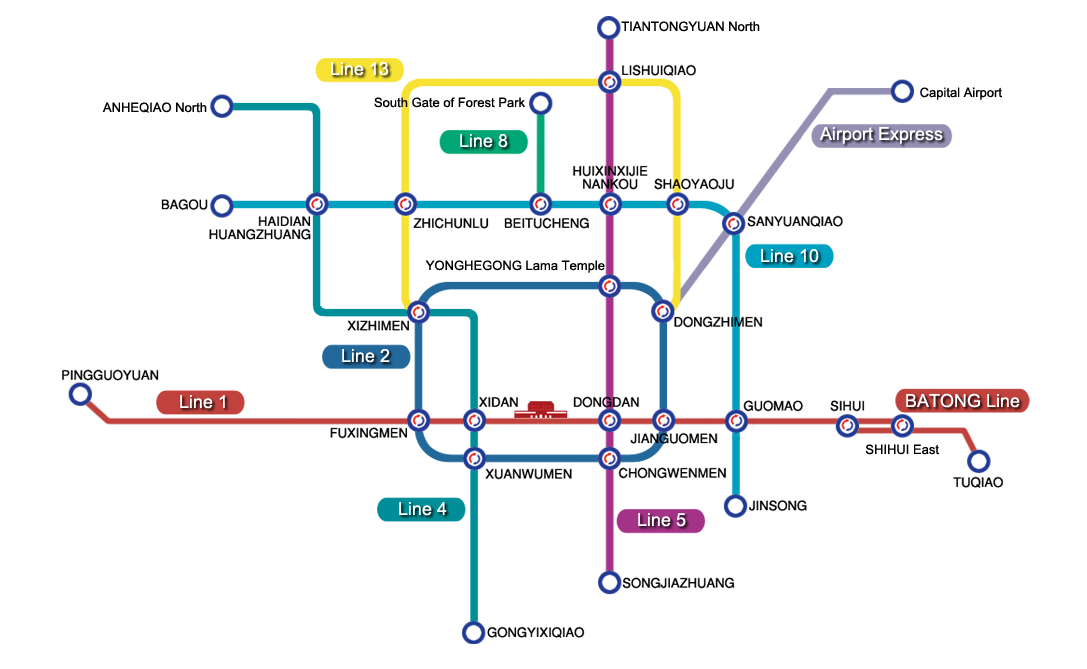 TIANTONGYUAN North
Line 13
LISHUIQIAO
ANHEQIAO North
South Gate of Forest Park
Capital Airport
Line 8
Airport Express
HUIXINXIJIE
NANKOU
SHAOYAOJU
BAGOU
HAIDIAN
HUANGZHUANG
ZHICHUNLU
BEITUCHENG
SANYUANQIAO
Line 10
YONGHEGONG Lama Temple
XIZHIMEN
DONGZHIMEN
Line 2
PINGGUOYUAN
Line 1
XIDAN
DONGDAN
GUOMAO
SIHUI
BATONG Line
FUXINGMEN
JIANGUOMEN
SHIHUI East
XUANWUMEN
CHONGWENMEN
TUQIAO
Line 4
JINSONG
Line 5
SONGJIAZHUANG
GONGYIXIQIAO